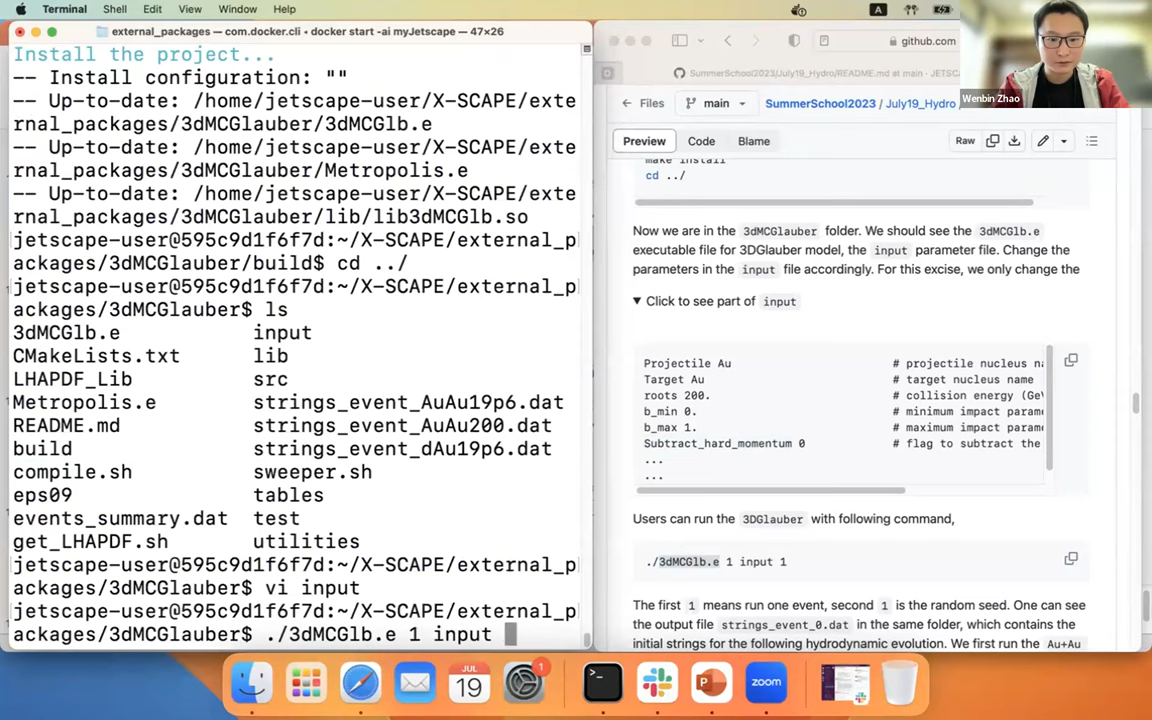 Terminal Shell Edit View Window Help
A
external_packages — com.docker.cli • docker start -ai myJetscape — 47×26
Install the project...
-- Install configuration: ""
-- Up-to-date: /home/jetscape-user/X-SCAPE/exte
rnal_packages/3dMCGlauber/3dMCGlb.e
-- Up-to-date: /home/jetscape-user/X-SCAPE/exte
rnal_packages/3dMCGlauber/Metropolis.e
-- Up-to-date: /home/jetscape-user/X-SCAPE/exte
rnal_packages/3dMCGlauber/lib/lib3dMCGlb.so
jetscape-user@595c9d1f6f7d:~/X-SCAPE/external_p
ackages/3dMCGlauber/build$ cd ../
jetscape-user@595c9d1f6f7d:~/X-SCAPE/external_p
ackages/3dMCGlauber$ ls
3dMCGlb.e input
CMakeLists.txt lib
LHAPDF_Lib src
Metropolis.e strings_event_AuAu19p6.dat
README.md strings_event_AuAu200.dat
build strings_event_dAu19p6.dat
compile.sh sweeper.sh
eps09 tables
events_summary.dat test
get_LHAPDF.sh utilities
jetscape-user@595c9d1f6f7d:~/X-SCAPE/external_p
ackages/3dMCGlauber$ vi input
jetscape-user@595c9d1f6f7d:~/X-SCAPE/external_p
ackages/3dMCGlauber$ ./3dMCGlb.e 1 input
github.com
SummerSchool2023/July19_Hydro/README.md at main · JETSC
Wenbin Zhao
Files main SummerSchool2023 / July19_Hydro
Preview Code Blame Raw
make install
cd ../
Now we are in the 3dMCGlauber folder. We should see the 3dMCGlb.e
executable file for 3DGlauber model, the input parameter file. Change the
parameters in the input file accordingly. For this excise, we only change the
Click to see part of input
Projectile Au # projectile nucleus na
Target Au # target nucleus name
roots 200. # collision energy (GeV
b_min 0. # minimum impact parame
b_max 1. # maximum impact parame
Subtract_hard_momentum 0 # flag to subtract the
...
...
Users can run the 3DGlauber with following command,
./3dMCGlb.e 1 input 1
The first 1 means run one event, second 1 is the random seed. One can see
the output file strings_event_0.dat in the same folder, which contains the
initial strings for the following hydrodynamic evolution. We first run the Au+Au
JUL
19
1
zoom